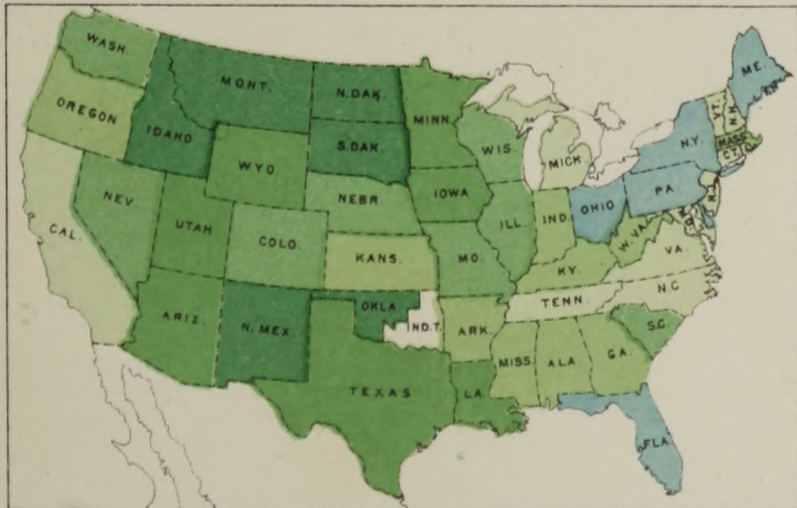 WASH.
MONT.
N.DAK.
MINN.
ME.
OREGON
IDAHO
S.DAK.
WIS.
MICH
VT.
N.H.
N.Y.
MASS
CT.
WYO.
NEBR.
IOWA
PA.
OHIO
N.J.
NEV.
UTAH
COLO.
ILL.
IND.
W.VA
CAL.
KANS.
MO.
KY.
VA.
TENN.
N.C
ARIZ.
N.MEX.
OKLA.
IND.T.
ARK.
S.C.
MISS.
ALA
GA.
TEXAS
LA.
FLA.